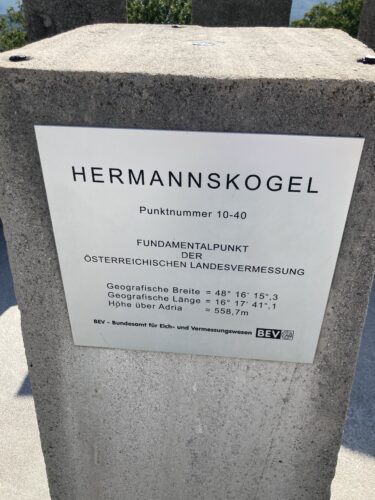 HERMANNSKOGEL
Punktnummer 10-40
FUNDAMENTALPUNKT
DER
ÖSTERREICHISCHEN LANDESVERMESSUNG
Geografische Breite = 48° 16' 15",3
Geografische Länge = 16° 17' 41",1
Höhe über Adria = 558,7m
BEV - Bundesamt für Eich- und Vermessungswesen BEV